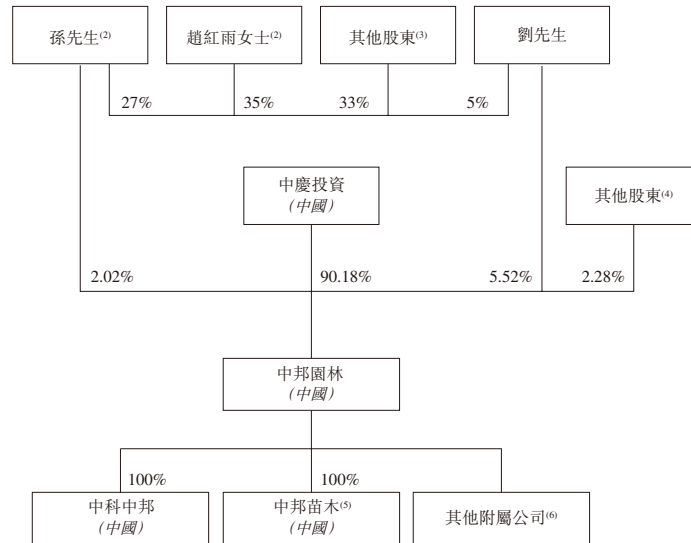 孫先生(2)
趙紅雨女士(2)
其他股東(3)
劉先生
27%
35%
33%
5%
中慶投資
(中國)
其他股東(4)
2.02%
90.18%
5.52%
2.28%
中邦園林
(中國)
100%
100%
中科中邦
(中國)
中邦苗木(5)
(中國)
其他附屬公司(6)